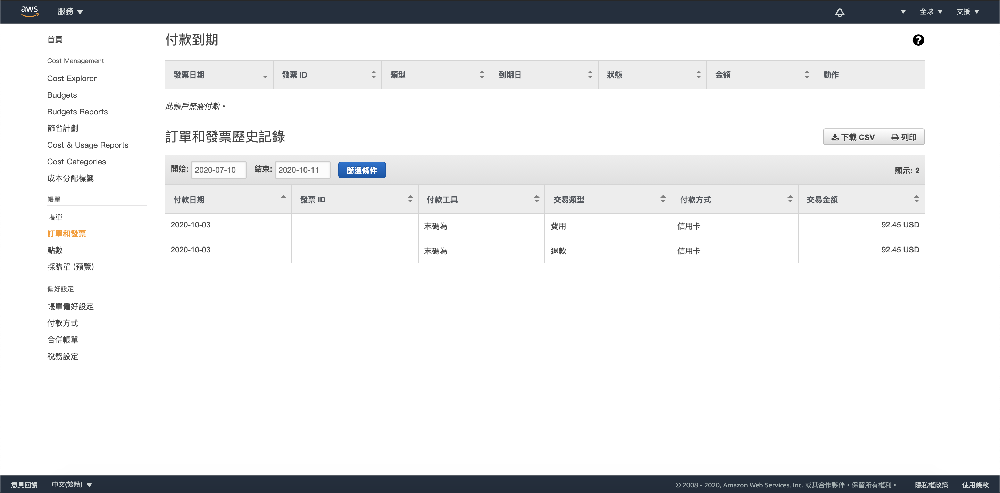 aws 服務 全球 支援
首頁
Cost Management
Cost Explorer
Budgets
Budgets Reports
節省計劃
Cost & Usage Reports
Cost Categories
成本分配標籤
帳單
帳單
訂單和發票
點數
採購單 (預覽)
偏好設定
帳單偏好設定
付款方式
合併帳單
稅務設定
付款到期
?
發票日期 發票 ID 類型 到期日 狀態 金額 動作
此帳戶無需付款。
訂單和發票歷史記錄
下載 CSV 列印
開始: 2020-07-10 結束: 2020-10-11 篩選條件 顯示: 2
付款日期 發票 ID 付款工具 交易類型 付款方式 交易金額
2020-10-03 末碼為 費用 信用卡 92.45 USD
2020-10-03 末碼為 退款 信用卡 92.45 USD
意見回饋 中文(繁體) © 2008 - 2020, Amazon Web Services, Inc. 或其合作夥伴。保留所有權利。 隱私權政策 使用條款